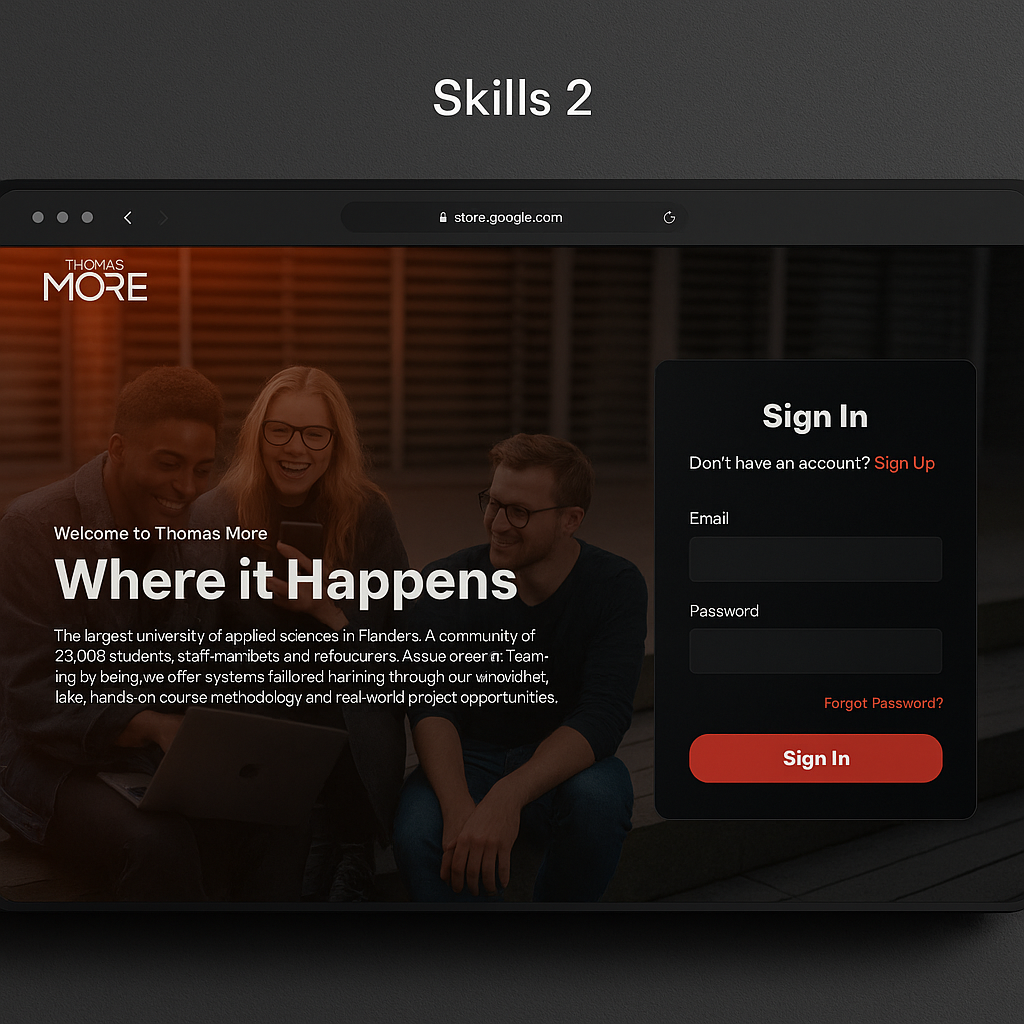 Skills 2
store.google.com
THOMAS
MORE
Sign In
Don't have an account? Sign Up
Email
Welcome to Thomas More
Where it Happens
Password
The largest university of applied sciences in Flanders. A community of
23,008 students, staff-mamibets and refoucurers. Assue oreer Team-
ing by being,we offer systems faillored harining through our
lake, hands-on course methodology and real-world project opportunities.
Forgot Password?
Sign In